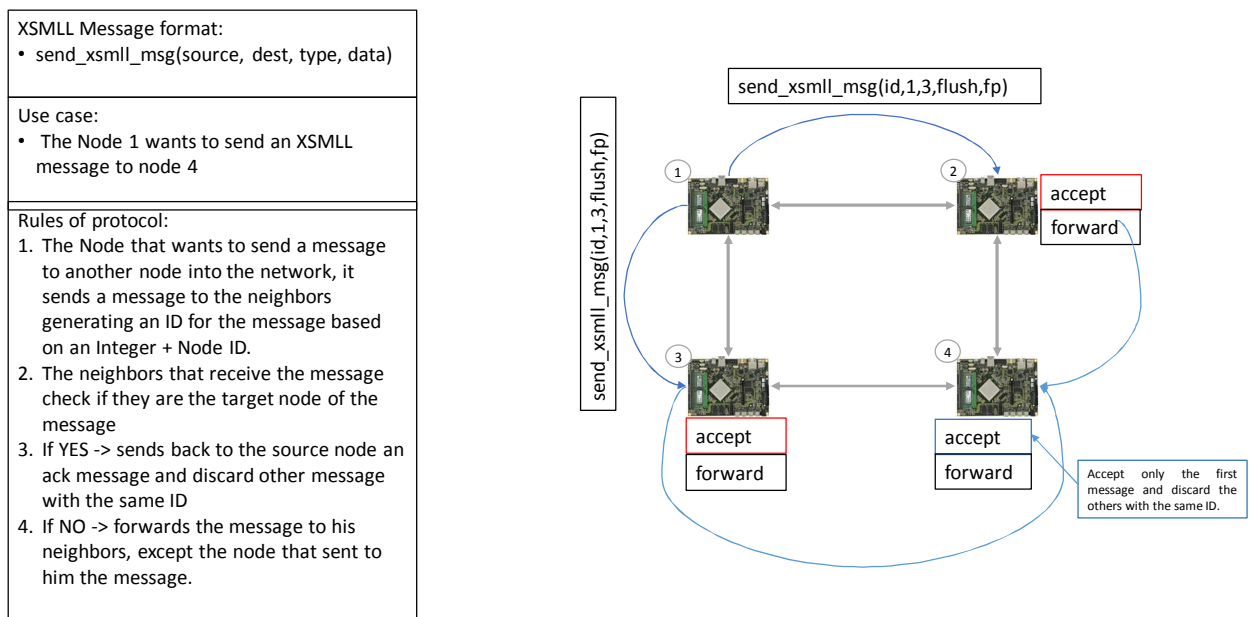 XSMLL Message format:
• send_xsmll_msg(source, dest, type, data)
Use case:
• The Node 1 wants to send an XSMLL
message to node 4
Rules of protocol:
1. The Node that wants to send a message
to another node into the network, it
sends a message to the neighbors
generating an ID for the message based
on an Integer + Node ID.
2. The neighbors that receive the message
check if they are the target node of the
message
3. If YES -> sends back to the source node an
ack message and discard other message
with the same ID
4. If NO -> forwards the message to his
neighbors, except the node that sent to
him the message.
send_xsmll_msg(id,1,3,flush,fp)
send_xsmll_msg(id,1,3,flush,fp)
1
2
accept
forward
3
4
accept
forward
accept
forward
Accept only the first
message and discard the
others with the same ID.